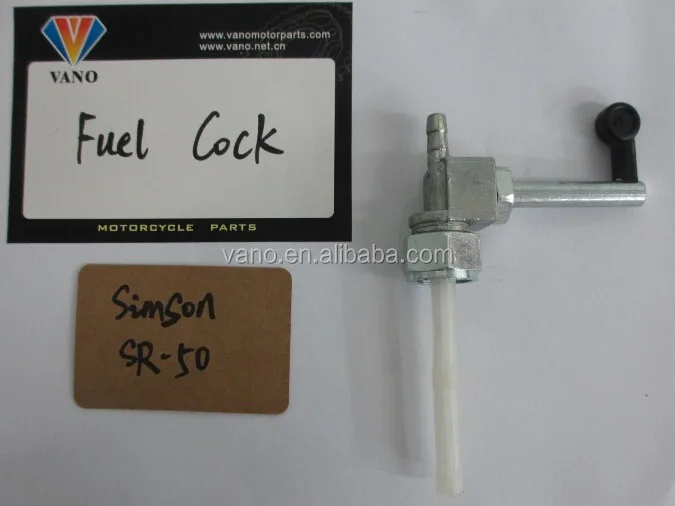 www.vanomotorparts.com
www.vano.net.cn
V
VANO
Fuel Cock
MOTORCYCLE PARTS
vano.en.alibaba.com
Simson
SR-50